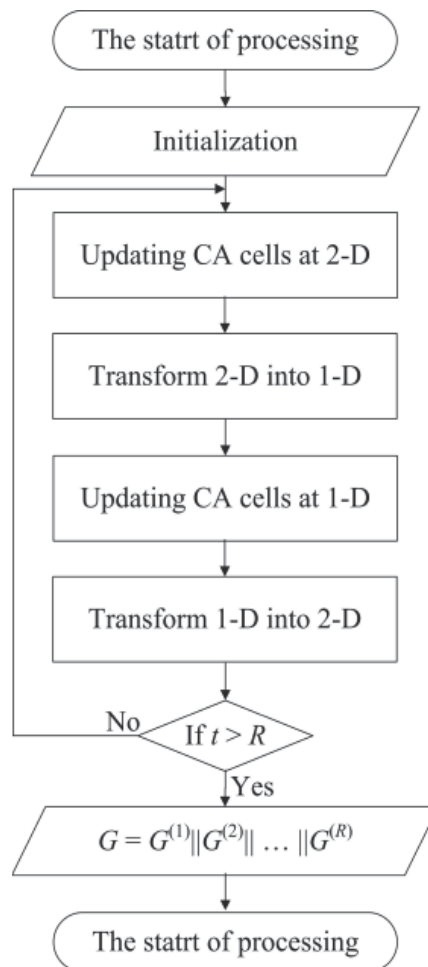 The statrt of processing
Initialization
Updating CA cells at 2-D
Transform 2-D into 1-D
Updating CA cells at 1-D
Transform 1-D into 2-D
No
If t > R
Yes
G = G^(1)||G^(2)|| … ||G^(R)
The statrt of processing